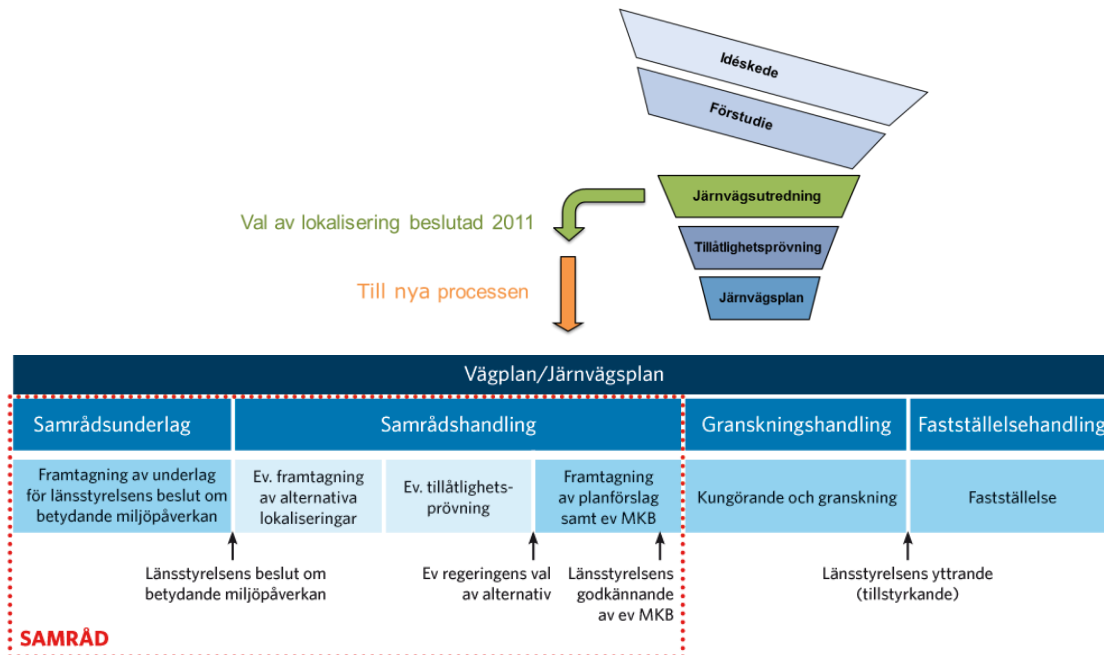 Idéskede
Förstudie
Järnvägsutredning
Val av lokalisering beslutad 2011
Tillåtlighetsprövning
Till nya processen
Järnvägsplan
Vägplan/Järnvägsplan
Samrådsunderlag
Samrådshandling
Granskningshandling
Fastställelsehandling
Framtagning av underlag
för länsstyrelsens beslut om
betydande miljöpåverkan
Ev. framtagning
av alternativa
lokaliseringar
Ev. tillåtlighets-
prövning
Framtagning
av planförslag
samt ev MKB
Kungörande och granskning
Fastställelse
Länsstyrelsens beslut om
betydande miljöpåverkan
Ev regeringens val
av alternativ
Länsstyrelsens
godkännande
av ev MKB
Länsstyrelsens yttrande
(tillstyrkande)
SAMRÅD